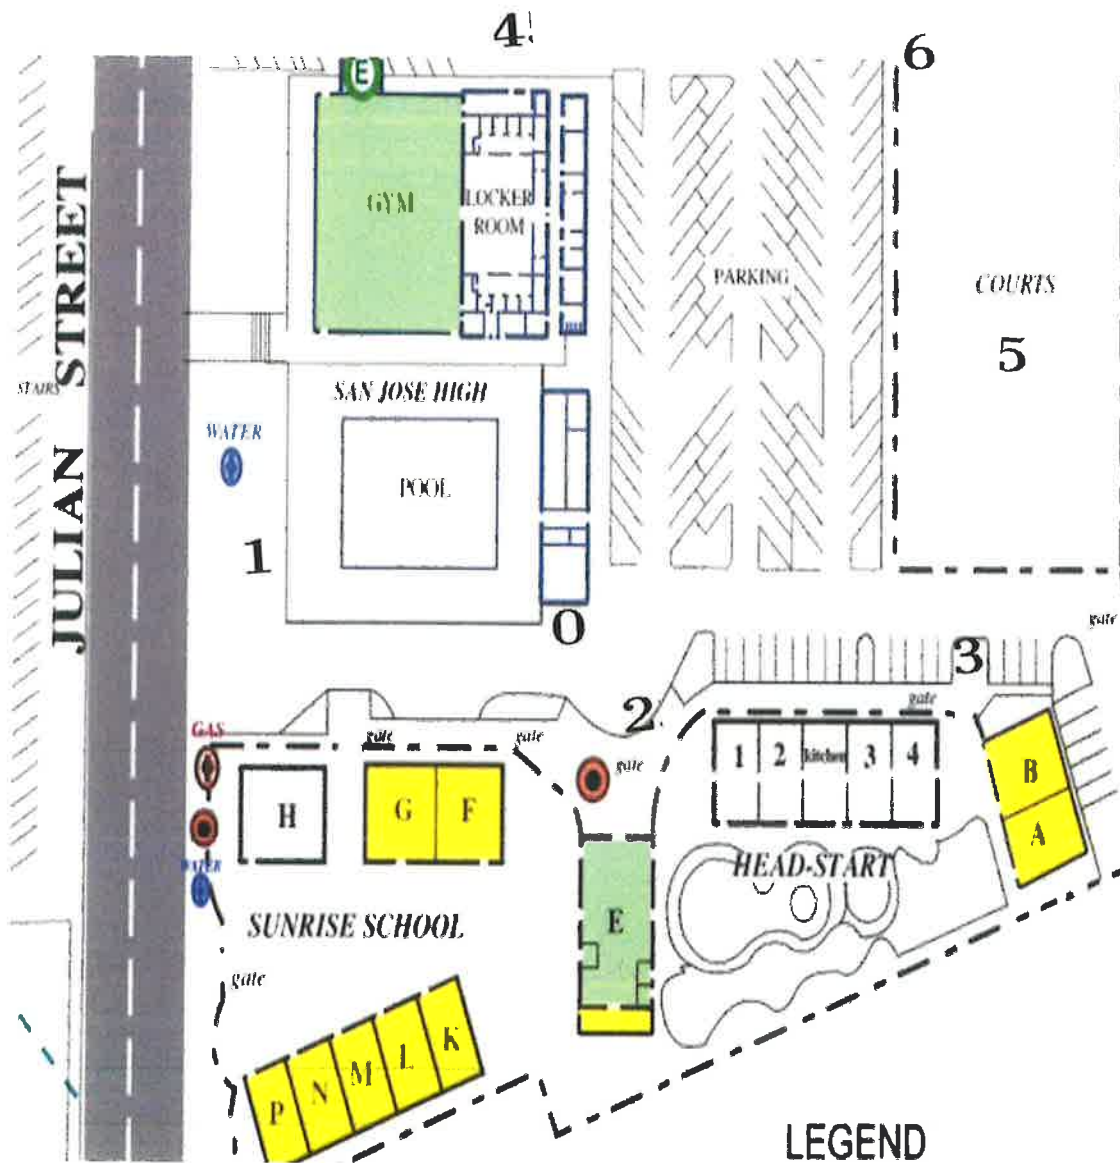 4
6
E
GYM
LOCKER
ROOM
PARKING
COURTS
5
JULIAN STREET
STAIRS
SAN JOSE HIGH
WATER
POOL
1
0
gate
3
2
gate
GAS
gate
gate
gate
1
2
kitchen
3
4
B
A
H
G
F
WATER
HEAD-START
E
SUNRISE SCHOOL
gate
K
L
M
N
P
LEGEND